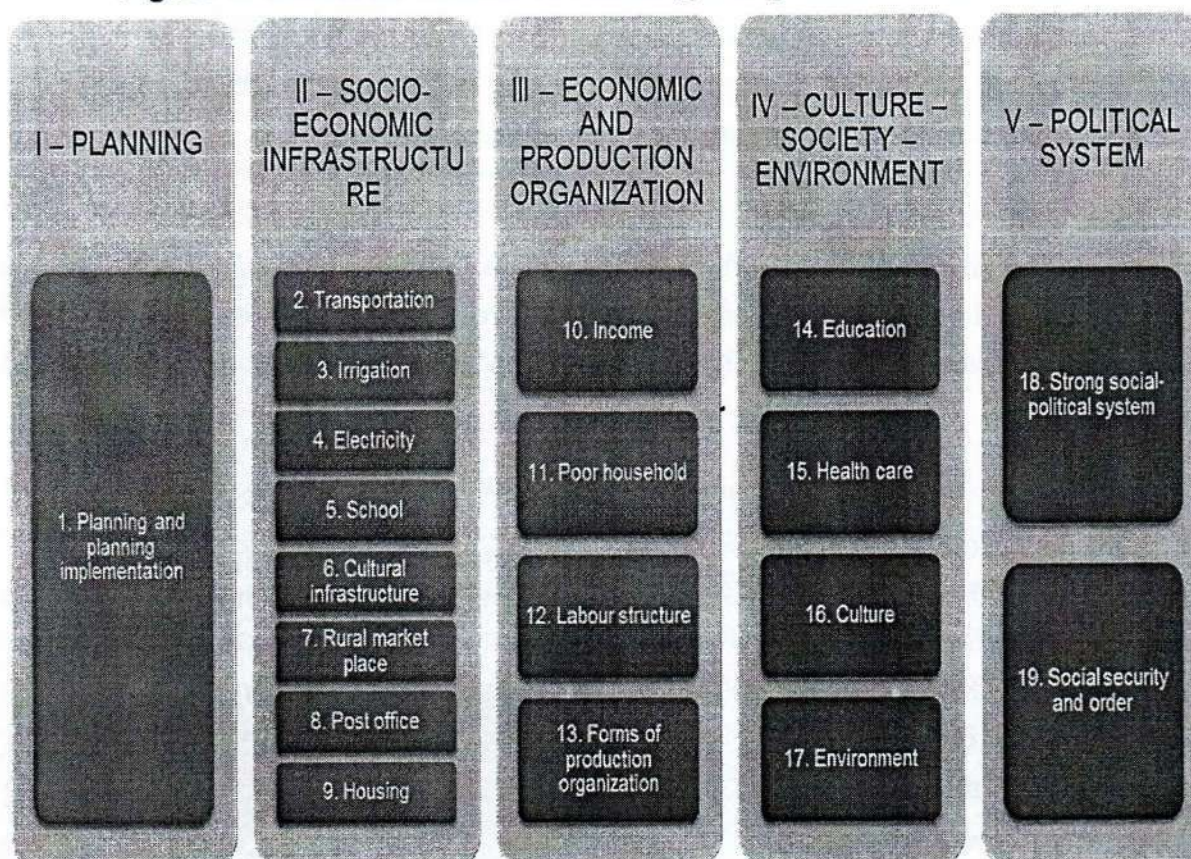 I – PLANNING
1. Planning and
planning
implementation
II – SOCIO-
ECONOMIC
INFRASTRUCTU
RE
2. Transportation
3. Irrigation
4. Electricity
5. School
6. Cultural
infrastructure
7. Rural market
place
8. Post office
9. Housing
III – ECONOMIC
AND
PRODUCTION
ORGANIZATION
10. Income
11. Poor household
12. Labour structure
13. Forms of
production
organization
IV – CULTURE –
SOCIETY –
ENVIRONMENT
14. Education
15. Health care
16. Culture
17. Environment
V – POLITICAL
SYSTEM
18. Strong social-
political system
19. Social security
and order